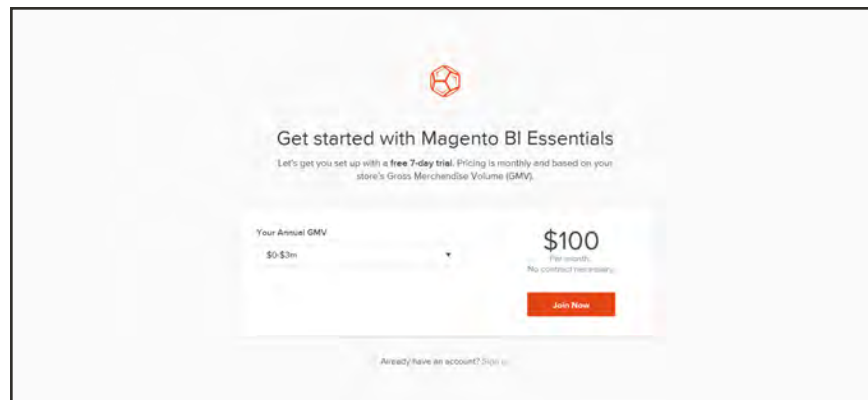 Get started with Magento BI Essentials
Let's get you set up with a free 7-day trial. Pricing is monthly and based on your
store's Gross Merchandise Volume (GMV).
Your Annual GMV
$0-$3m
$100
Per month.
No contract necessary.
Join Now
Already have an account? Sign in